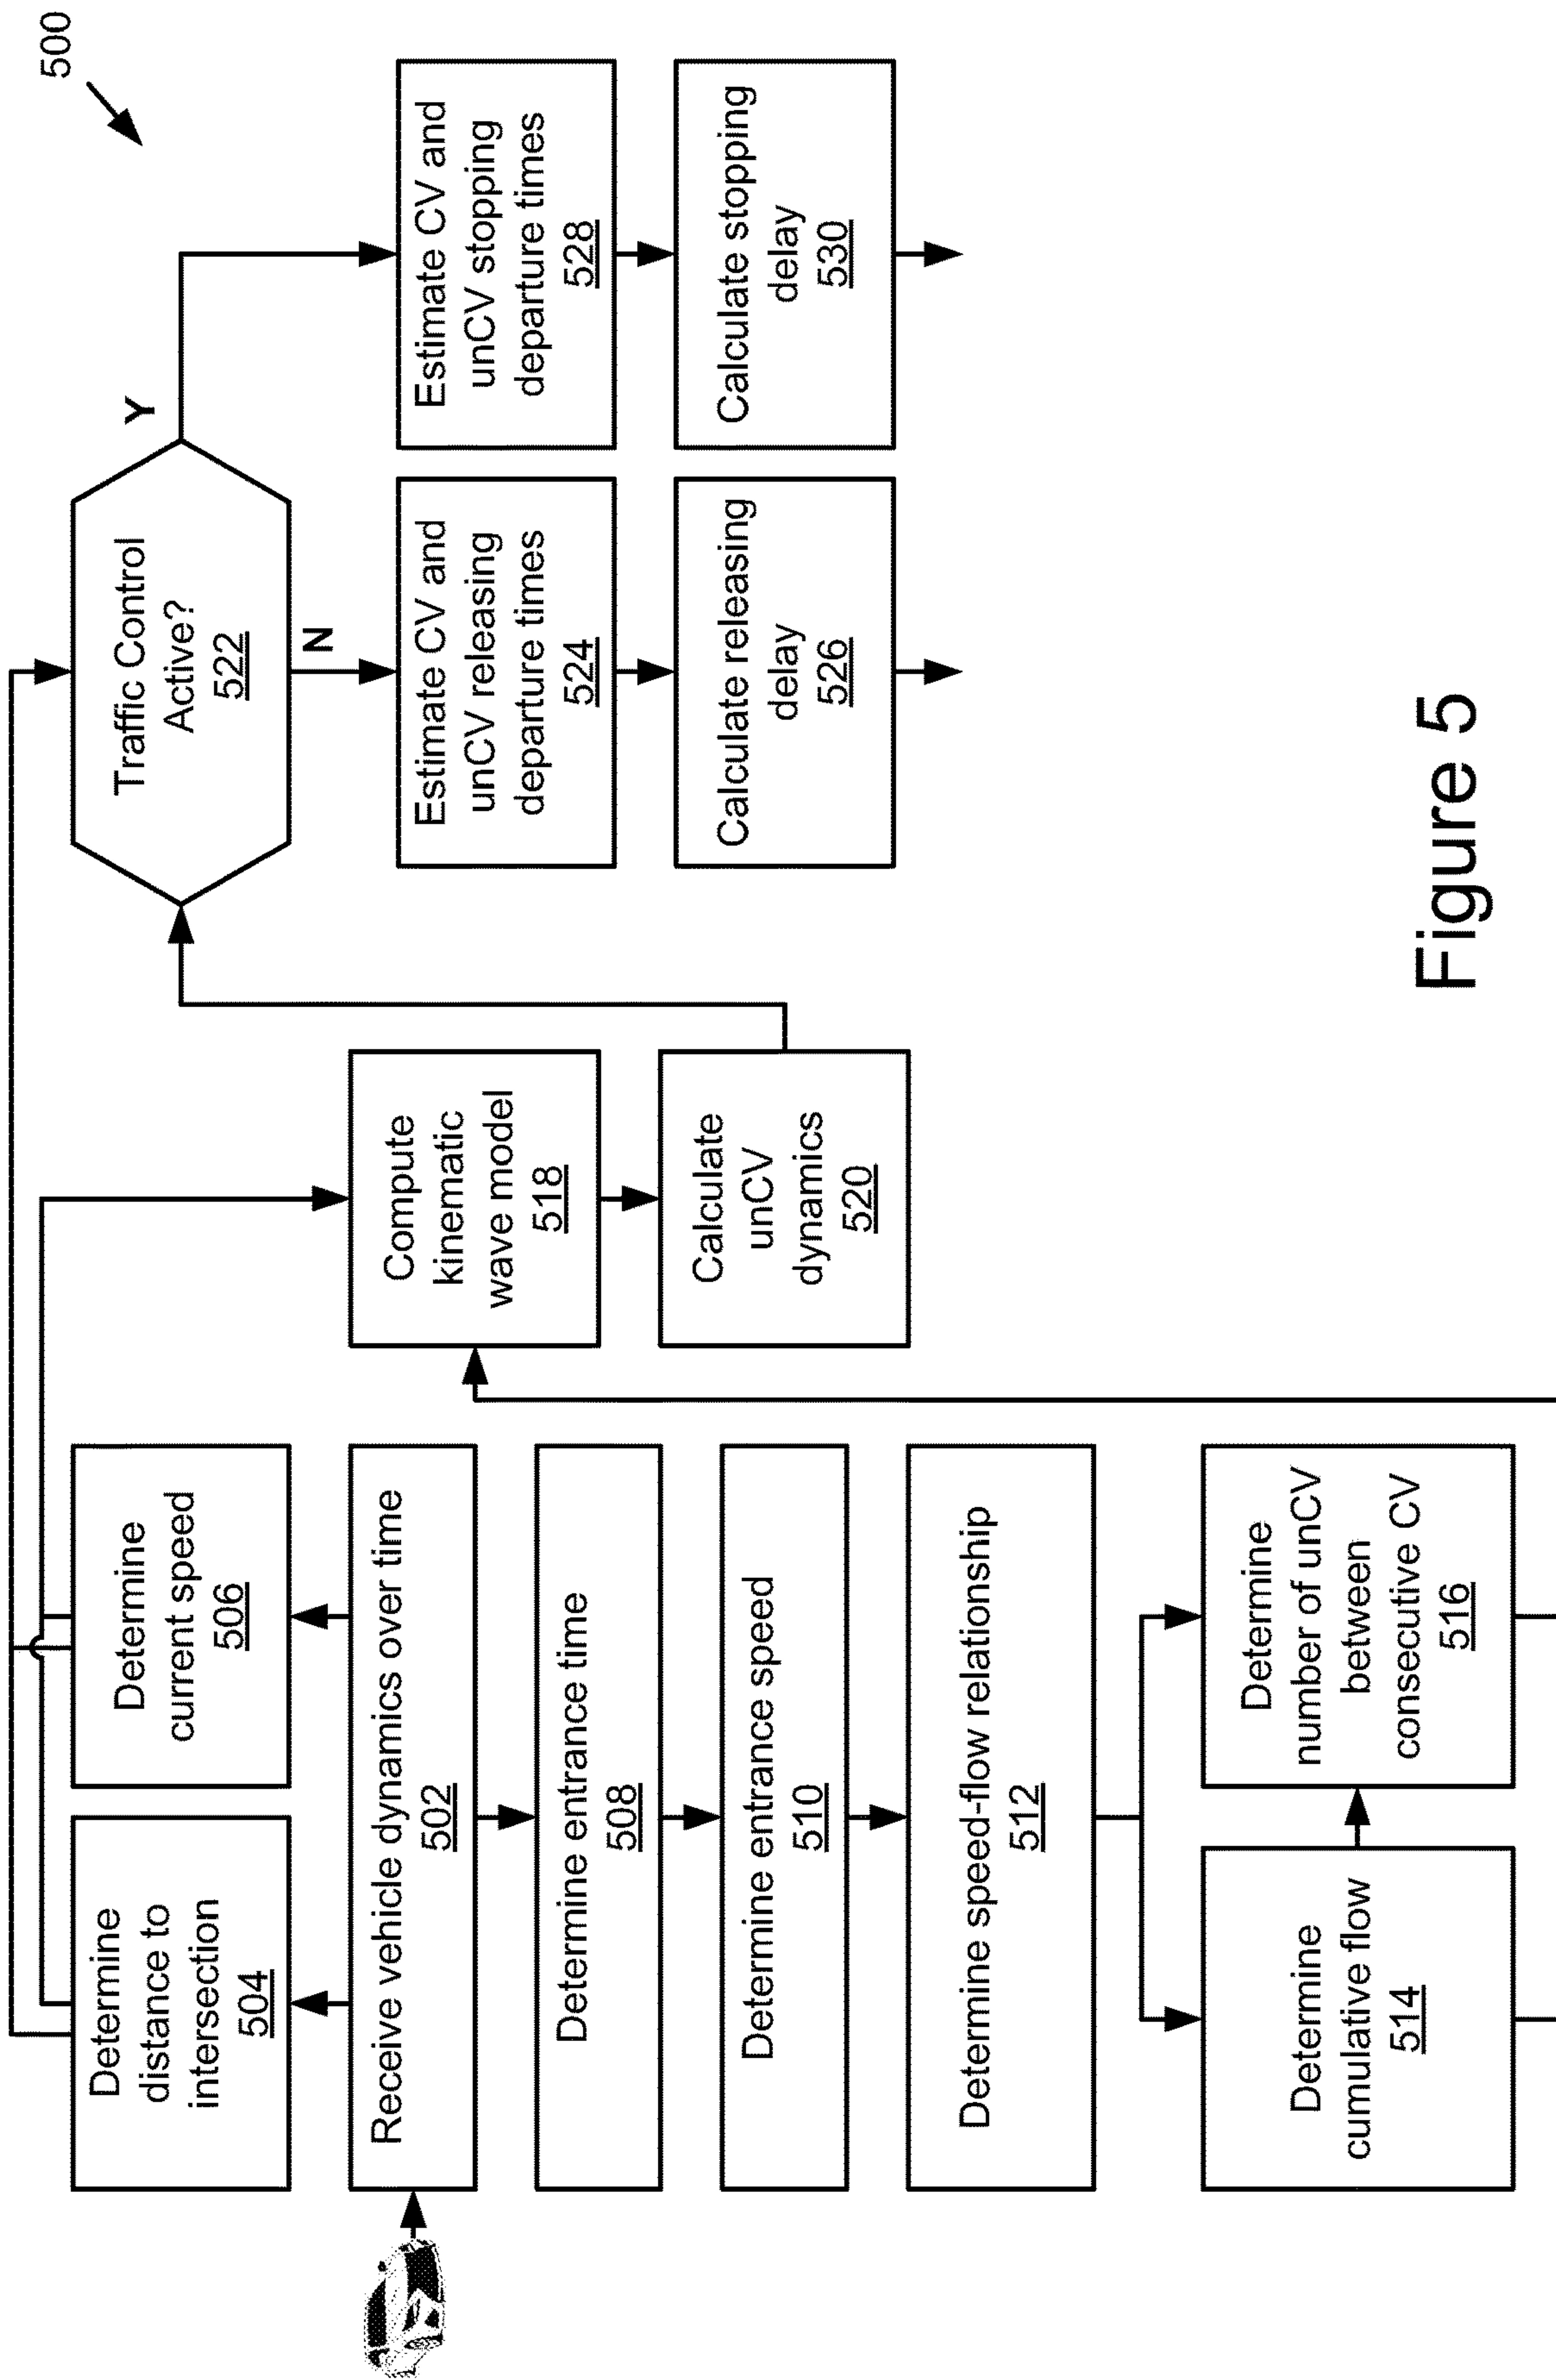 500
Determine
distance to
intersection
504
Determine
current speed
506
Receive vehicle dynamics over time
502
Determine entrance time
508
Determine entrance speed
510
Determine speed-flow relationship
512
Determine
cumulative flow
514
Determine
number of unCV
between
consecutive CV
516
Compute
kinematic
wave model
518
Calculate
unCV
dynamics
520
Traffic Control
Active?
522
Y
N
Estimate CV and
unCV releasing
departure times
524
Calculate releasing
delay
526
Estimate CV and
unCV stopping
departure times
528
Calculate stopping
delay
530
Figure 5